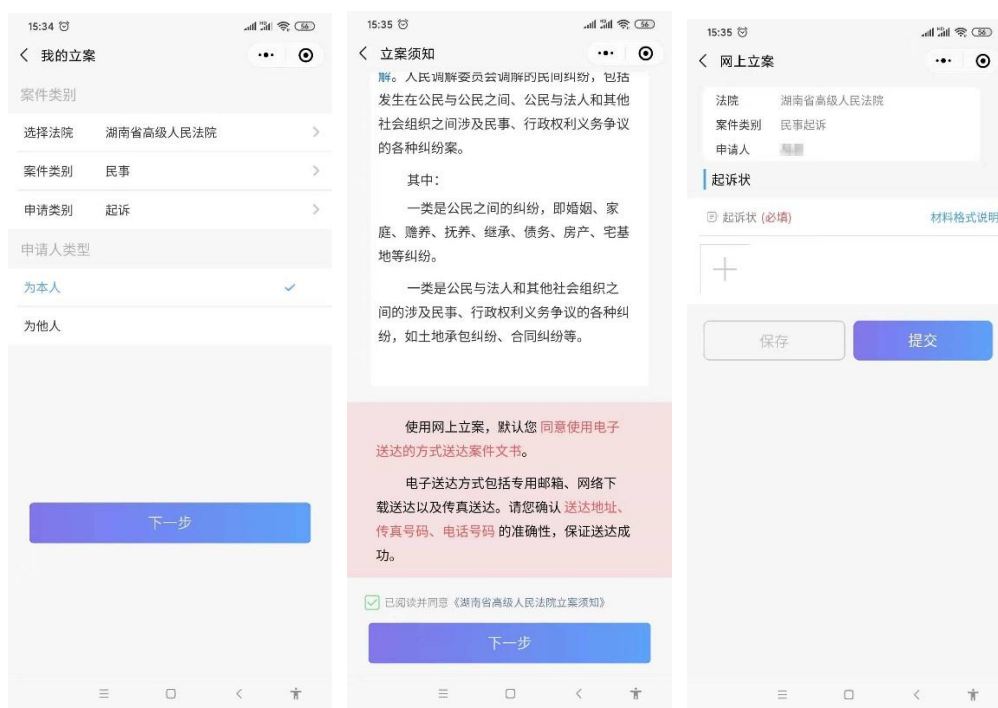 15:34
56
我的立案
案件类别
选择法院 湖南省高级人民法院
案件类别 民事
申请类别 起诉
申请人类型
为本人
为他人
下一步
15:35
56
立案须知
解。人民调解委员会调解的民间纠纷，包括
发生在公民与公民之间、公民与法人和其他
社会组织之间涉及民事、行政权利义务争议
的各种纠纷案。
其中：
一类是公民之间的纠纷，即婚姻、家
庭、赡养、抚养、继承、债务、房产、宅基
地等纠纷。
一类是公民与法人和其他社会组织之
间的涉及民事、行政权利义务争议的各种纠
纷，如土地承包纠纷、合同纠纷等。
使用网上立案，默认您 同意使用电子
送达的方式送达案件文书。
电子送达方式包括专用邮箱、网络下
载送达以及传真送达。请您确认 送达地址、
传真号码、电话号码 的准确性，保证送达成
功。
已阅读并同意《湖南省高级人民法院立案须知》
下一步
15:35
56
网上立案
法院 湖南省高级人民法院
案件类别 民事起诉
申请人
起诉状
起诉状 (必填) 材料格式说明
保存
提交